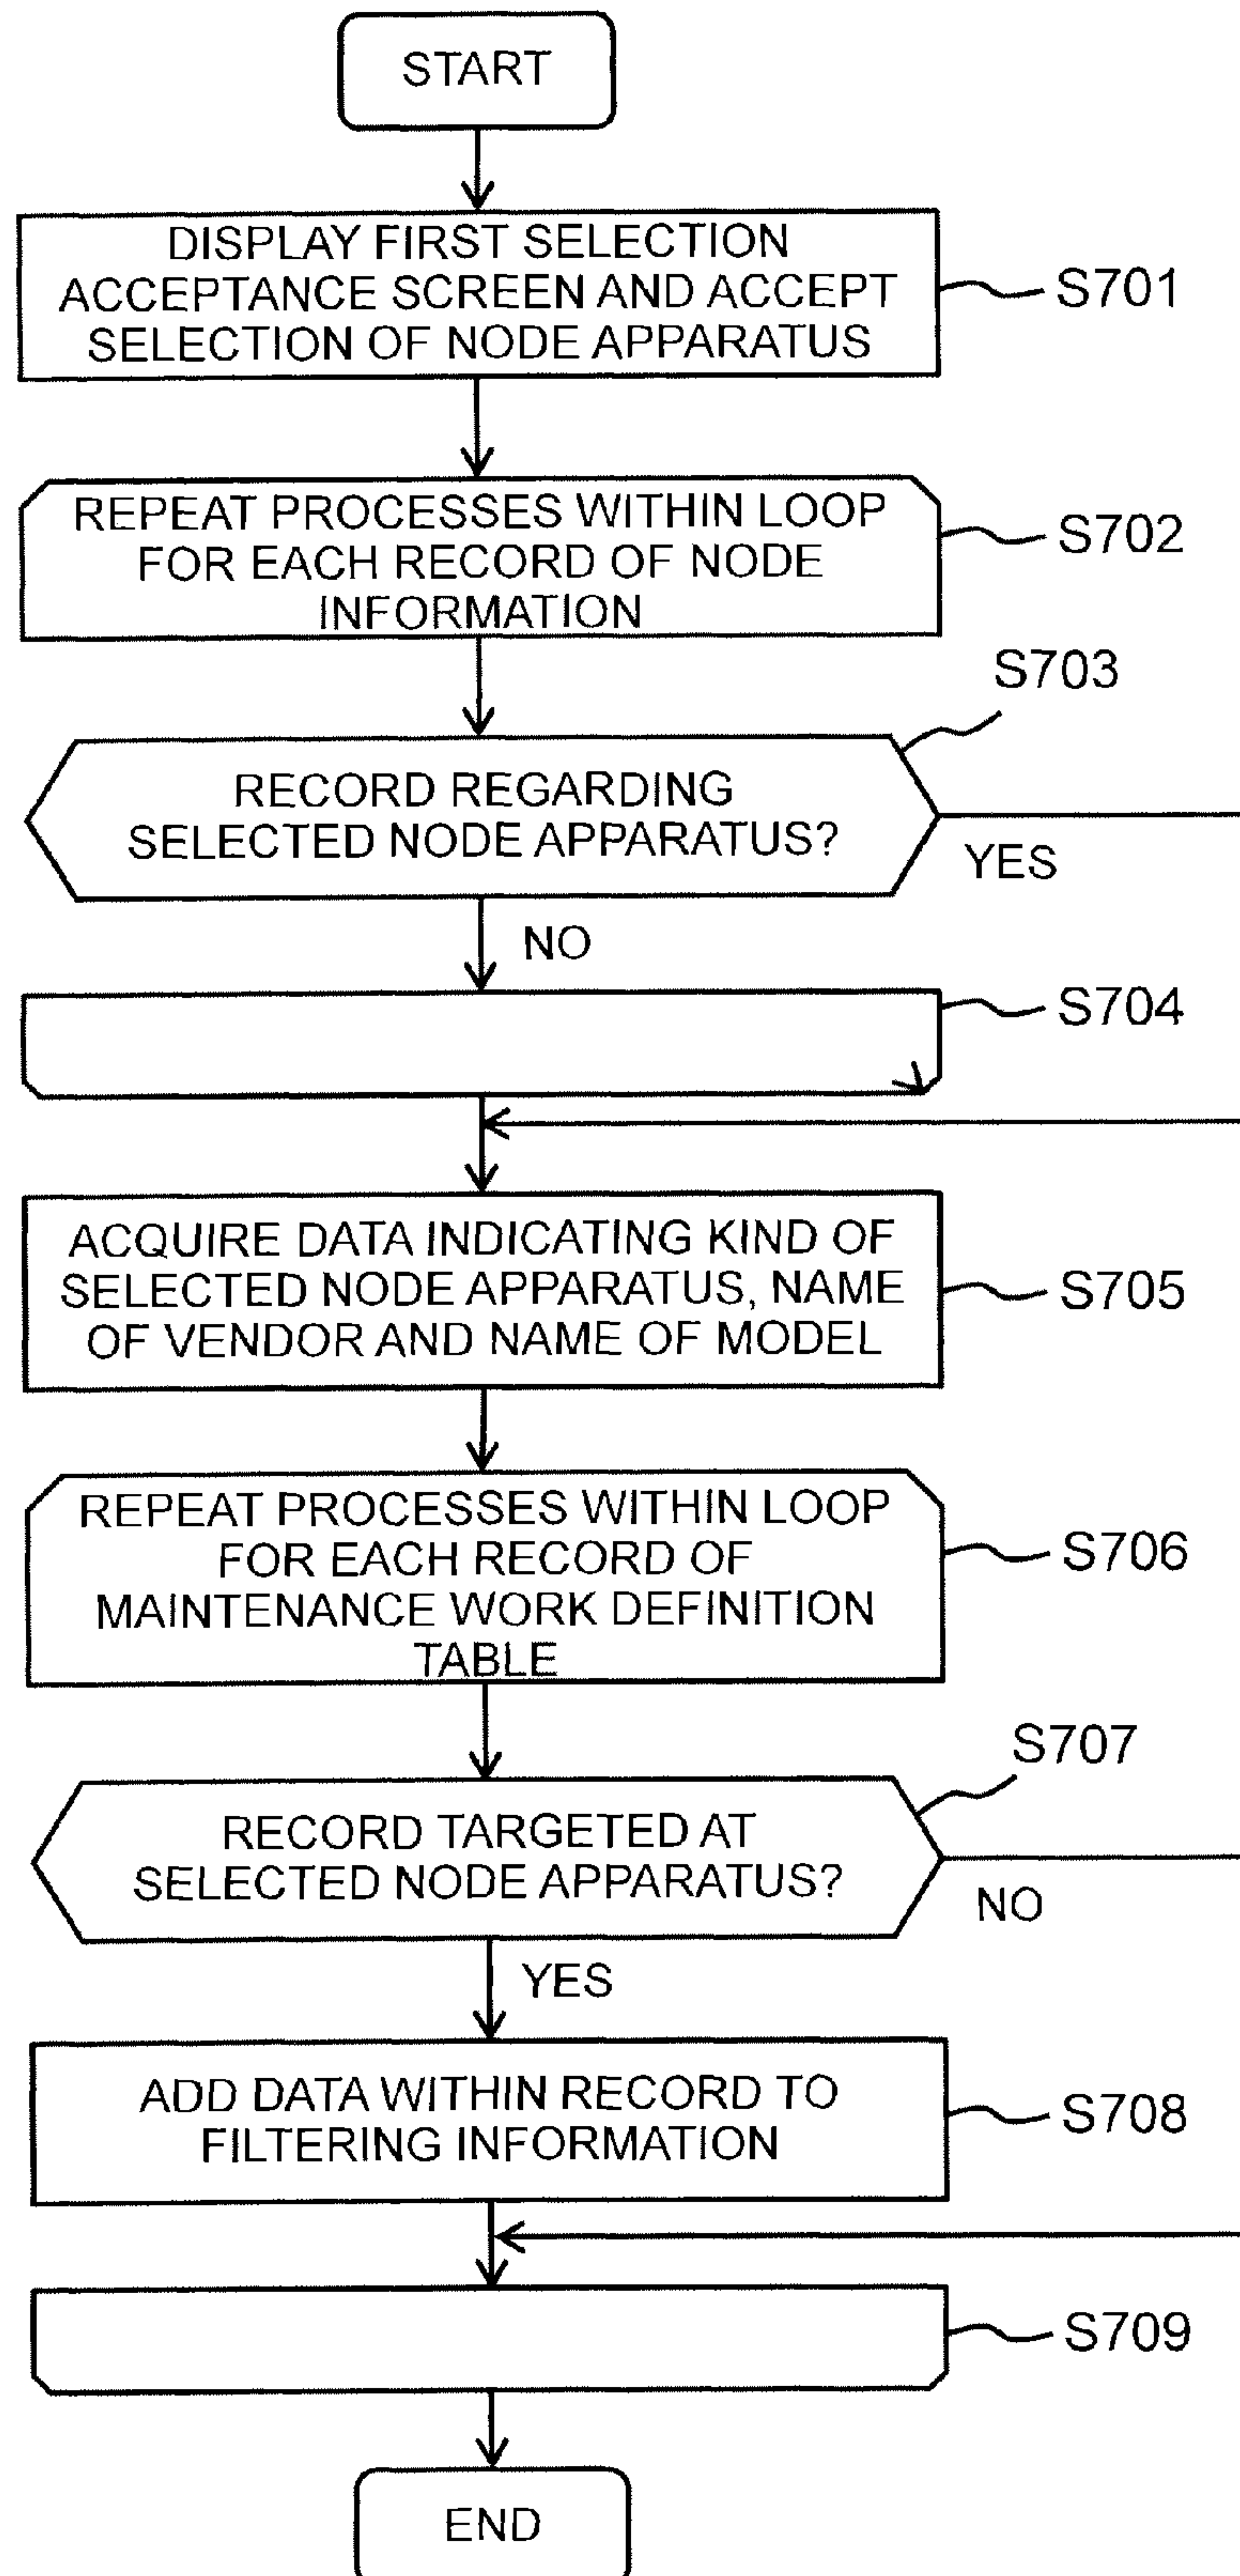 START
DISPLAY FIRST SELECTION
ACCEPTANCE SCREEN AND ACCEPT
SELECTION OF NODE APPARATUS
S701
REPEAT PROCESSES WITHIN LOOP
FOR EACH RECORD OF NODE
INFORMATION
S702
S703
RECORD REGARDING
SELECTED NODE APPARATUS?
YES
NO
S704
ACQUIRE DATA INDICATING KIND OF
SELECTED NODE APPARATUS, NAME
OF VENDOR AND NAME OF MODEL
S705
REPEAT PROCESSES WITHIN LOOP
FOR EACH RECORD OF
MAINTENANCE WORK DEFINITION
TABLE
S706
S707
RECORD TARGETED AT
SELECTED NODE APPARATUS?
NO
YES
ADD DATA WITHIN RECORD TO
FILTERING INFORMATION
S708
S709
END